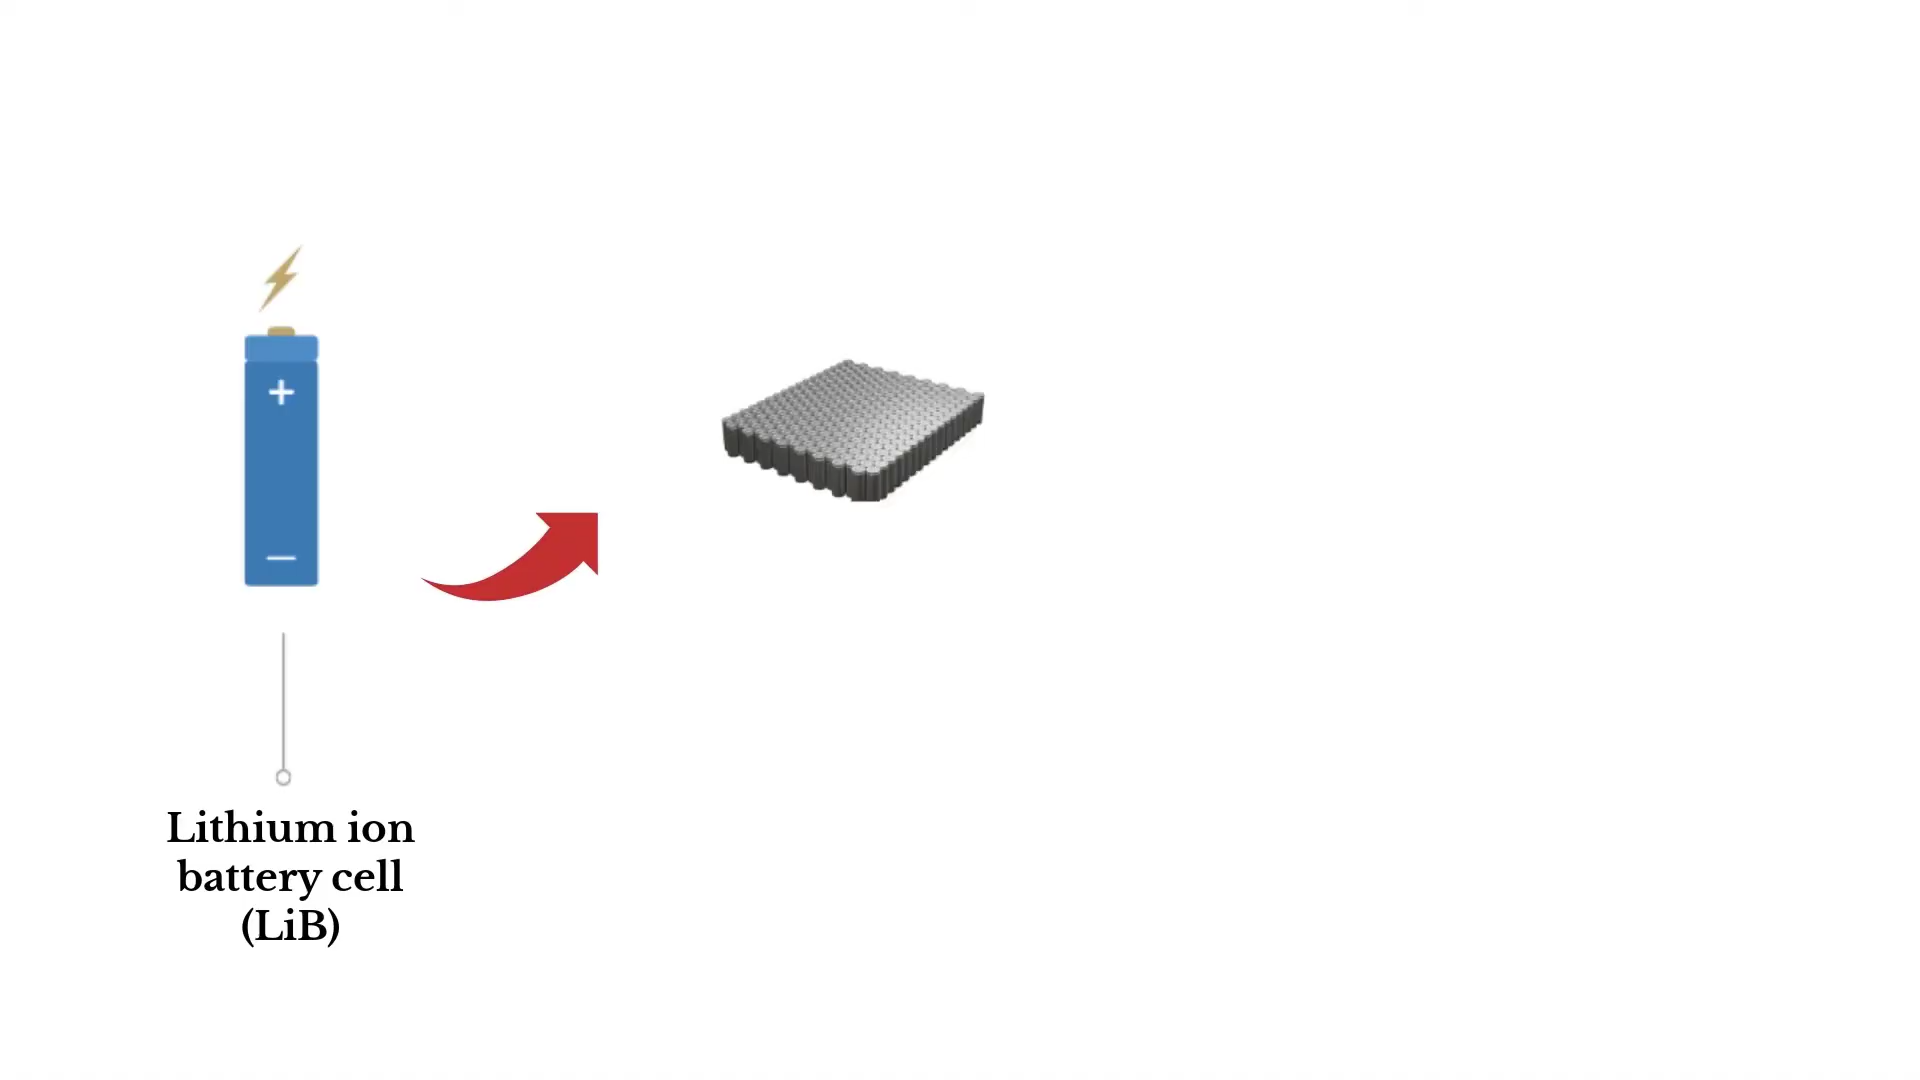 +
–
Lithium ion
battery cell
(LiB)